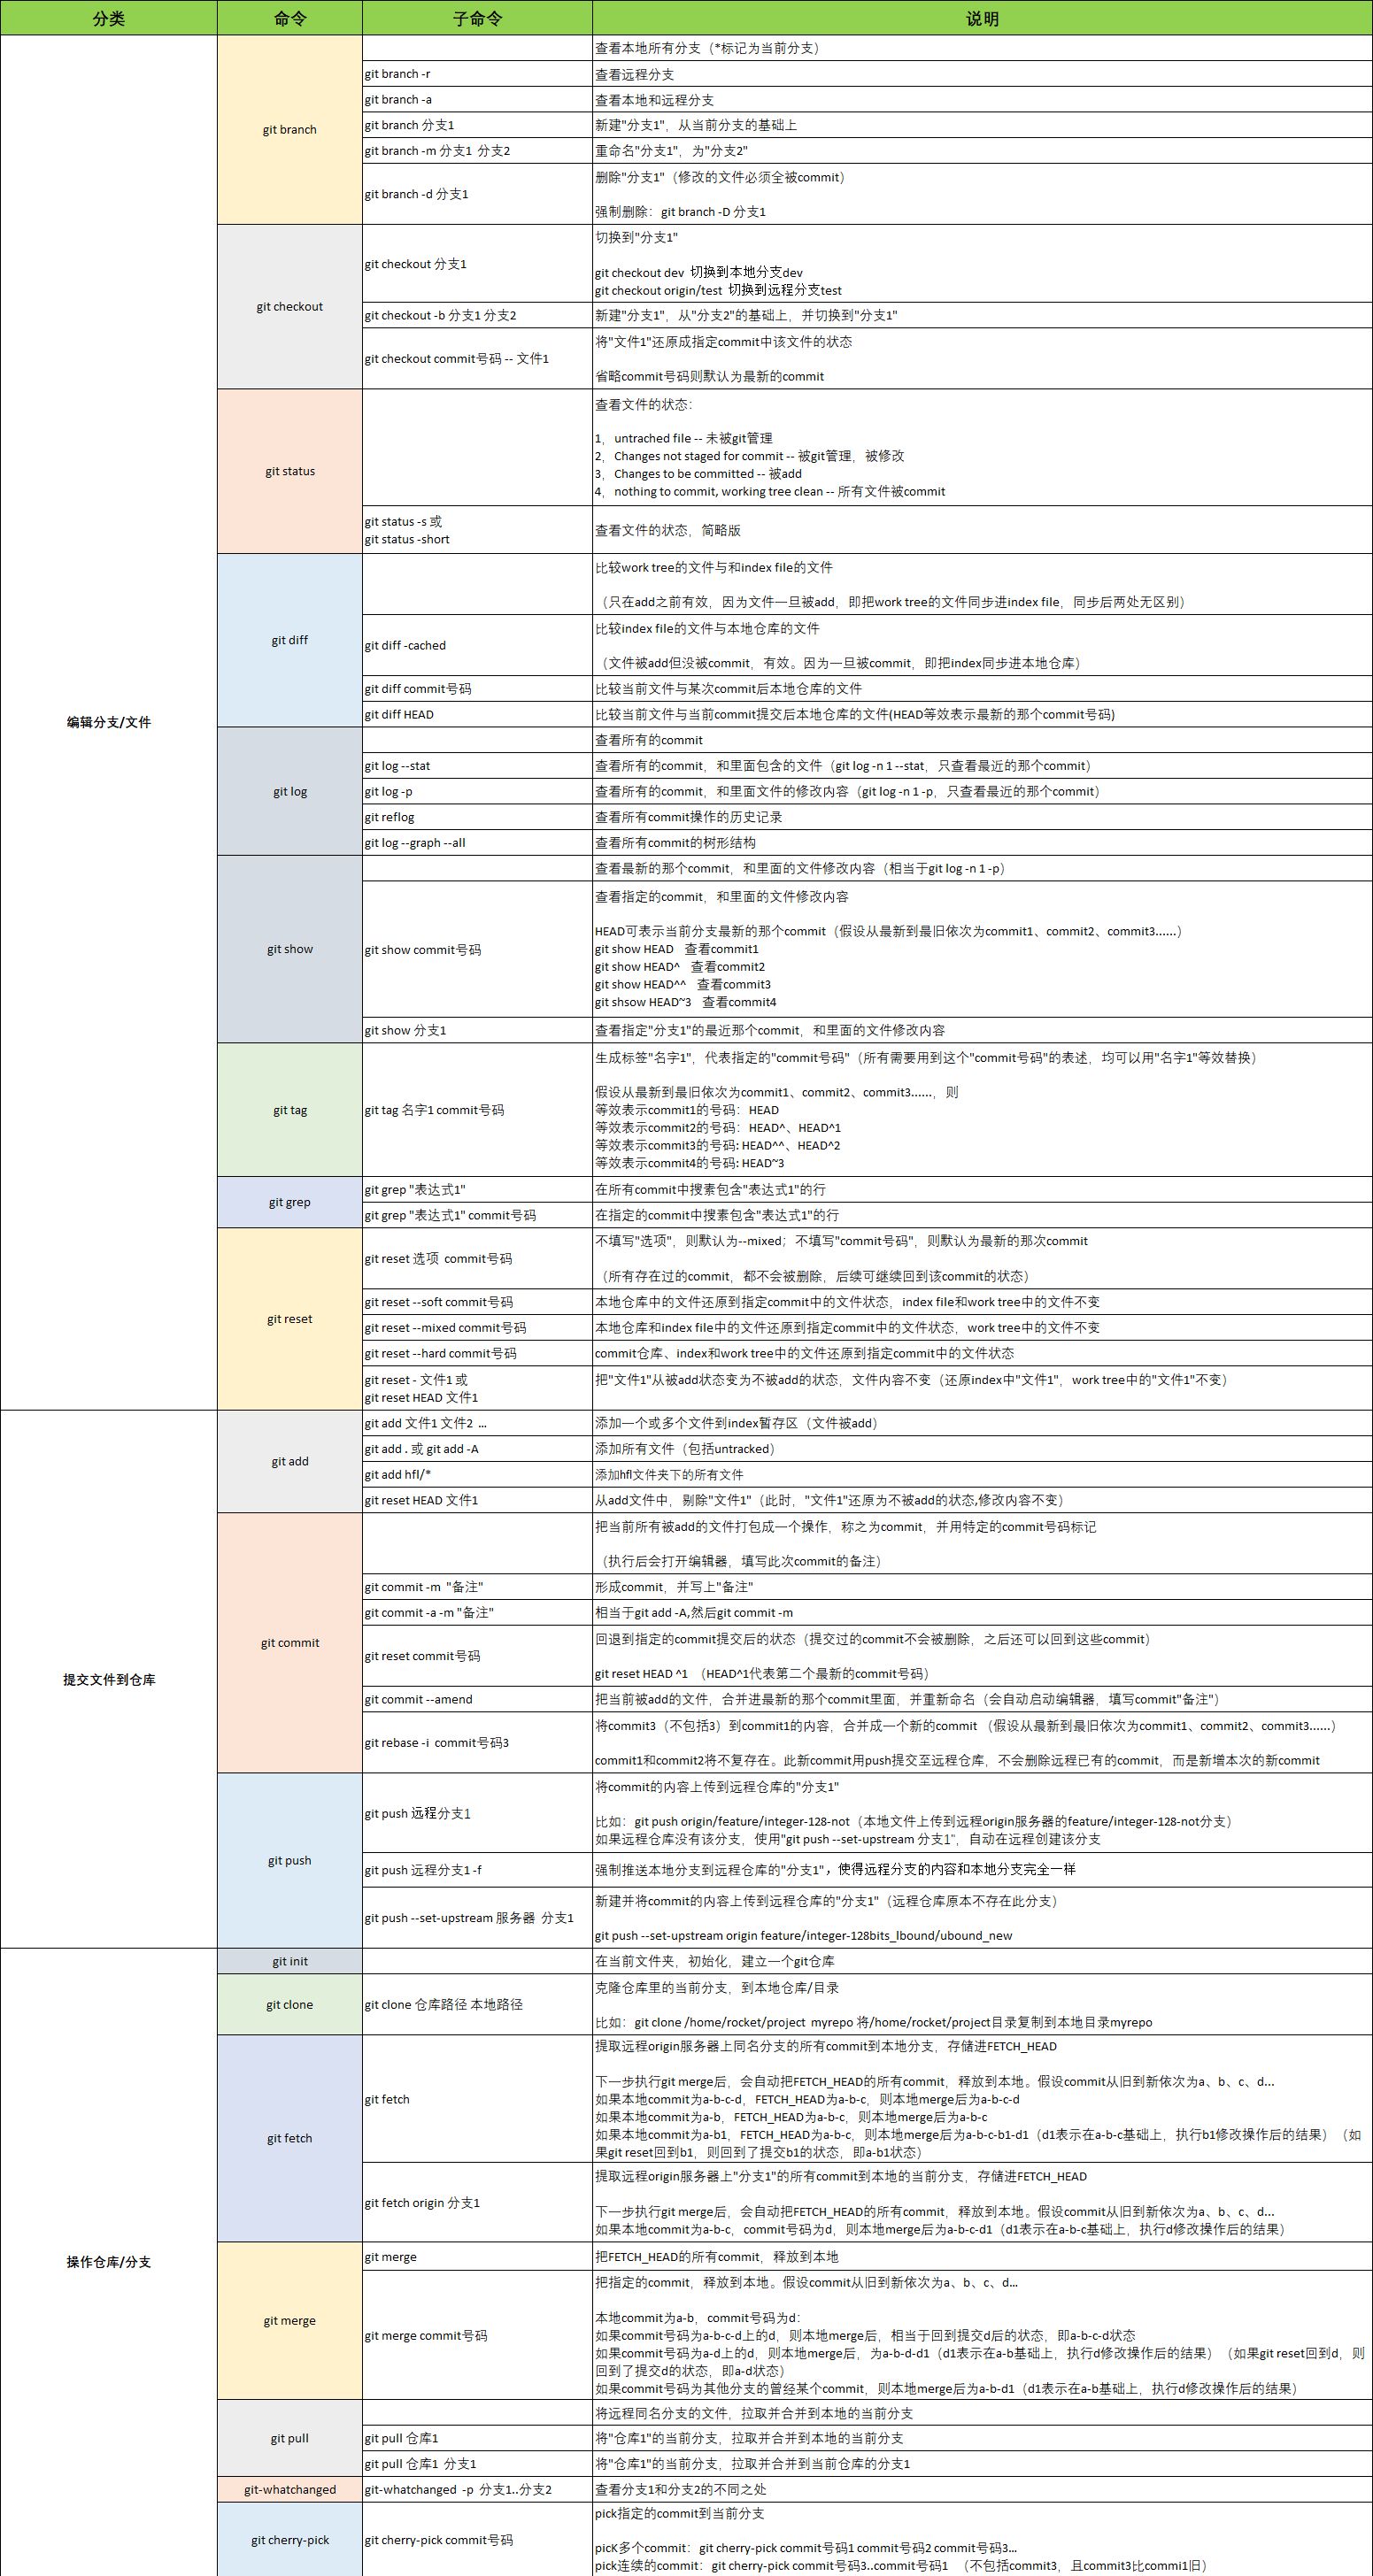 分类 命令 子命令 说明
编辑分支/文件
git branch
查看本地所有分支（*标记为当前分支）
git branch -r 查看远程分支
git branch -a 查看本地和远程分支
git branch 分支1 新建"分支1"，从当前分支的基础上
git branch -m 分支1 分支2 重命名"分支1"，为"分支2"
git branch -d 分支1
删除"分支1"（修改的文件必须全被commit）
强制删除：git branch -D 分支1
git checkout
git checkout 分支1
切换到"分支1"
git checkout dev 切换到本地分支dev
git checkout origin/test 切换到远程分支test
git checkout -b 分支1 分支2 新建"分支1"，从"分支2"的基础上，并切换到"分支1"
git checkout commit号码 -- 文件1
将"文件1"还原成指定commit中该文件的状态
省略commit号码则默认为最新的commit
git status
查看文件的状态：
1，untrached file -- 未被git管理
2，Changes not staged for commit -- 被git管理，被修改
3，Changes to be committed -- 被add
4，nothing to commit, working tree clean -- 所有文件被commit
git status -s 或
git status -short
查看文件的状态，简略版
git diff
比较work tree的文件与和index file的文件
（只在add之前有效，因为文件一旦被add，即把work tree的文件同步进index file，同步后两处无区别）
git diff -cached
比较index file的文件与本地仓库的文件
（文件被add但没被commit，有效。因为一旦被commit，即把index同步进本地仓库）
git diff commit号码 比较当前文件与某次commit后本地仓库的文件
git diff HEAD 比较当前文件与当前commit提交后本地仓库的文件(HEAD等效表示最新的那个commit号码)
git log
查看所有的commit
git log --stat 查看所有的commit，和里面包含的文件（git log -n 1 --stat，只查看最近的那个commit）
git log -p 查看所有的commit，和里面文件的修改内容（git log -n 1 -p，只查看最近的那个commit）
git reflog 查看所有commit操作的历史记录
git log --graph --all 查看所有commit的树形结构
git show
查看最新的那个commit，和里面的文件修改内容（相当于git log -n 1 -p）
git show commit号码
查看指定的commit，和里面的文件修改内容
HEAD可表示当前分支最新的那个commit（假设从最新到最旧依次为commit1、commit2、commit3......）
git show HEAD 查看commit1
git show HEAD^ 查看commit2
git show HEAD^^ 查看commit3
git shsow HEAD~3 查看commit4
git show 分支1 查看指定"分支1"的最近那个commit，和里面的文件修改内容
git tag
git tag 名字1 commit号码
生成标签"名字1"，代表指定的"commit号码"（所有需要用到这个"commit号码"的表述，均可以用"名字1"等效替换）
假设从最新到最旧依次为commit1、commit2、commit3......，则
等效表示commit1的号码：HEAD
等效表示commit2的号码：HEAD^、HEAD^1
等效表示commit3的号码: HEAD^^、HEAD^2
等效表示commit4的号码: HEAD~3
git grep
git grep "表达式1" 在所有commit中搜素包含"表达式1"的行
git grep "表达式1" commit号码 在指定的commit中搜素包含"表达式1"的行
git reset
git reset 选项 commit号码
不填写"选项"，则默认为--mixed；不填写"commit号码"，则默认为最新的那次commit
（所有存在过的commit，都不会被删除，后续可继续回到该commit的状态）
git reset --soft commit号码 本地仓库中的文件还原到指定commit中的文件状态，index file和work tree中的文件不变
git reset --mixed commit号码 本地仓库和index file中的文件还原到指定commit中的文件状态，work tree中的文件不变
git reset --hard commit号码 commit仓库、index和work tree中的文件还原到指定commit中的文件状态
git reset - 文件1 或
git reset HEAD 文件1
把"文件1"从被add状态变为不被add的状态，文件内容不变（还原index中"文件1"，work tree中的"文件1"不变）
提交文件到仓库
git add
git add 文件1 文件2 ... 添加一个或多个文件到index暂存区（文件被add）
git add . 或 git add -A 添加所有文件（包括untracked）
git add hfl/* 添加hfl文件夹下的所有文件
git reset HEAD 文件1 从add文件中，剔除"文件1"（此时，"文件1"还原为不被add的状态,修改内容不变）
git commit
把当前所有被add的文件打包成一个操作，称之为commit，并用特定的commit号码标记
（执行后会打开编辑器，填写此次commit的备注）
git commit -m "备注" 形成commit，并写上"备注"
git commit -a -m "备注" 相当于git add -A,然后git commit -m
git reset commit号码
回退到指定的commit提交后的状态（提交过的commit不会被删除，之后还可以回到这些commit）
git reset HEAD ^1 （HEAD^1代表第二个最新的commit号码）
git commit --amend 把当前被add的文件，合并进最新的那个commit里面，并重新命名（会自动启动编辑器，填写commit"备注"）
git rebase -i commit号码3
将commit3（不包括3）到commit1的内容，合并成一个新的commit（假设从最新到最旧依次为commit1、commit2、commit3......）
commit1和commit2将不复存在。此新commit用push提交至远程仓库，不会删除远程已有的commit，而是新增本次的新commit
git push
git push 远程分支1
将commit的内容上传到远程仓库的"分支1"
比如：git push origin/feature/integer-128-not（本地文件上传到远程origin服务器的feature/integer-128-not分支）
如果远程仓库没有该分支，使用"git push --set-upstream 分支1"，自动在远程创建该分支
git push 远程分支1 -f 强制推送本地分支到远程仓库的"分支1"，使得远程分支的内容和本地分支完全一样
git push --set-upstream 服务器 分支1
新建并将commit的内容上传到远程仓库的"分支1"（远程仓库原本不存在此分支）
git push --set-upstream origin feature/integer-128bits_lbound/ubound_new
操作仓库/分支
git init 在当前文件夹，初始化，建立一个git仓库
git clone
git clone 仓库路径 本地路径
克隆仓库里的当前分支，到本地仓库/目录
比如：git clone /home/rocket/project myrepo 将/home/rocket/project目录复制到本地目录myrepo
git fetch
git fetch
提取远程origin服务器上同名分支的所有commit到本地分支，存储进FETCH_HEAD
下一步执行git merge后，会自动把FETCH_HEAD的所有commit，释放到本地。假设commit从旧到新依次为a、b、c、d...
如果本地commit为a-b-c-d，FETCH_HEAD为a-b-c，则本地merge后为a-b-c-d
如果本地commit为a-b，FETCH_HEAD为a-b-c，则本地merge后为a-b-c
如果本地commit为a-b1，FETCH_HEAD为a-b-c，则本地merge后为a-b-c-b1-d1（d1表示在a-b-c基础上，执行b1修改操作后的结果）（如
果git reset回到b1，则回到了提交b1的状态，即a-b1状态）
git fetch origin 分支1
提取远程origin服务器上"分支1"的所有commit到本地的当前分支，存储进FETCH_HEAD
下一步执行git merge后，会自动把FETCH_HEAD的所有commit，释放到本地。假设commit从旧到新依次为a、b、c、d...
如果本地commit为a-b-c，commit号码为d，则本地merge后为a-b-c-d1（d1表示在a-b-c基础上，执行d修改操作后的结果）
git merge
git merge 把FETCH_HEAD的所有commit，释放到本地
git merge commit号码
把指定的commit，释放到本地。假设commit从旧到新依次为a、b、c、d...
本地commit为a-b，commit号码为d：
如果commit号码为a-b-c-d上的d，则本地merge后，相当于回到提交d后的状态，即a-b-c-d状态
如果commit号码为a-d上的d，则本地merge后，为a-b-d-d1（d1表示在a-b基础上，执行d修改操作后的结果）（如果git reset回到d，则
回到了提交d的状态，即a-d状态）
如果commit号码为其他分支的曾经某个commit，则本地merge后为a-b-d1（d1表示在a-b基础上，执行d修改操作后的结果）
git pull
将远程同名分支的文件，拉取并合并到本地的当前分支
git pull 仓库1 将"仓库1"的当前分支，拉取并合并到本地的当前分支
git pull 仓库1 分支1 将"仓库1"的当前分支，拉取并合并到当前仓库的分支1
git-whatchanged git-whatchanged -p 分支1..分支2 查看分支1和分支2的不同之处
git cherry-pick
git cherry-pick commit号码
pick指定的commit到当前分支
picK多个commit：git cherry-pick commit号码1 commit号码2 commit号码3...
pick连续的commit：git cherry-pick commit号码3..commit号码1 （不包括commit3，且commit3比commi1旧）